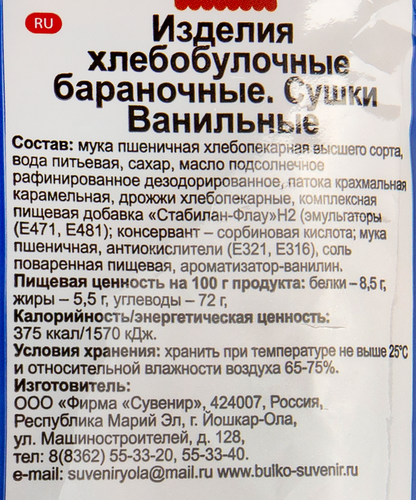 RU
Изделия
хлебобулочные
бараночные. Сушки
Ванильные
Состав: мука пшеничная хлебопекарная высшего сорта,
вода питьевая, сахар, масло подсолнечное
рафинированное дезодорированное, патока крахмальная
карамельная, дрожжи хлебопекарные, комплексная
пищевая добавка «Стабилан-Флау»Н2 (эмульгаторы
(Е471, Е481); консервант – сорбиновая кислота; мука
пшеничная, антиокислители (Е321, Е316), соль
поваренная пищевая, ароматизатор-ванилин.
Пищевая ценность на 100 г продукта: белки – 8,5 г,
жиры – 5,5 г, углеводы – 72 г,
Калорийность/энергетическая ценность:
375 ккал/1570 кДж.
Условия хранения: хранить при температуре не выше 25°С
и относительной влажности воздуха 65-75%.
Изготовитель:
ООО «Фирма «Сувенир», 424007, Россия,
Республика Марий Эл, г. Йошкар-Ола,
ул. Машиностроителей, д. 128,
тел: 8(8362) 55-33-20, 55-33-40.
e-mail: suveniryola@mail.ru www.bulko-suvenir.ru